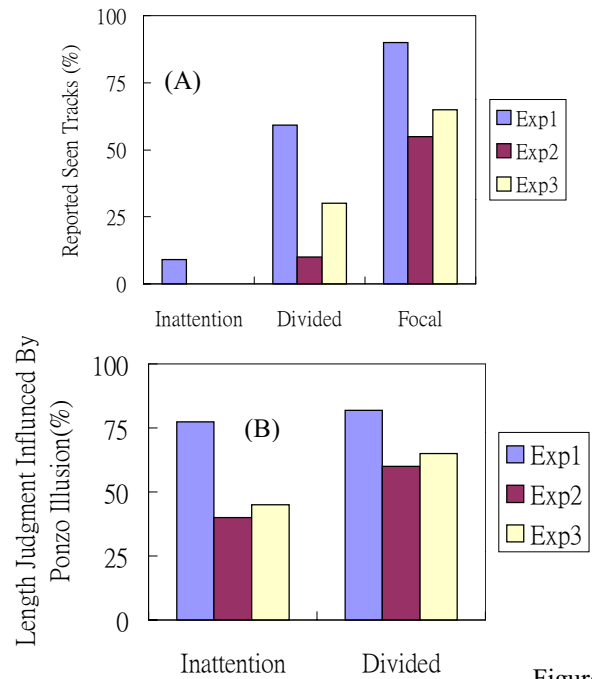 100
75
50
25
0
Reported Seen Tracks (%)
(A)
Exp1
Exp2
Exp3
Inattention Divided Focal
100
75
50
25
0
Length Judgment Influnced By
Ponzo Illusion(%)
(B)
Exp1
Exp2
Exp3
Inattention Divided